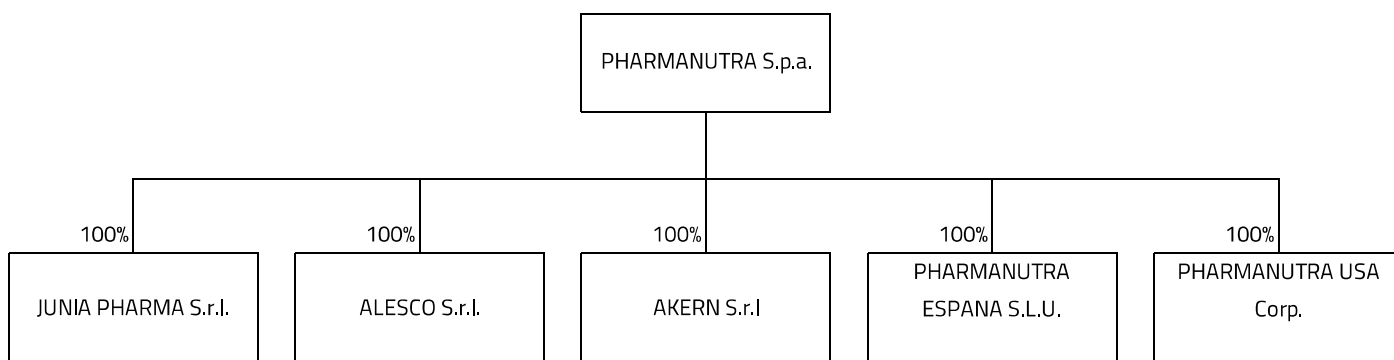 PHARMANUTRA S.p.a.
100%
100%
100%
100%
100%
JUNIA PHARMA S.r.l.
ALESCO S.r.l.
AKERN S.r.l
PHARMANUTRA
ESPANA S.L.U.
PHARMANUTRA USA
Corp.